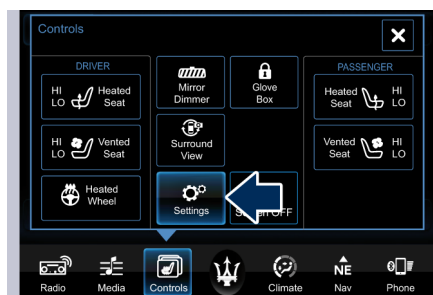 Controls
DRIVER
PASSENGER
HI
LO
Heated
Seat
Mirror
Dimmer
Glove
Box
Heated
Seat
HI
LO
HI
LO
Vented
Seat
Surround
View
Vented
Seat
HI
LO
Heated
Wheel
Settings
OFF
Radio
Media
Controls
Climate
NE
Nav
Phone